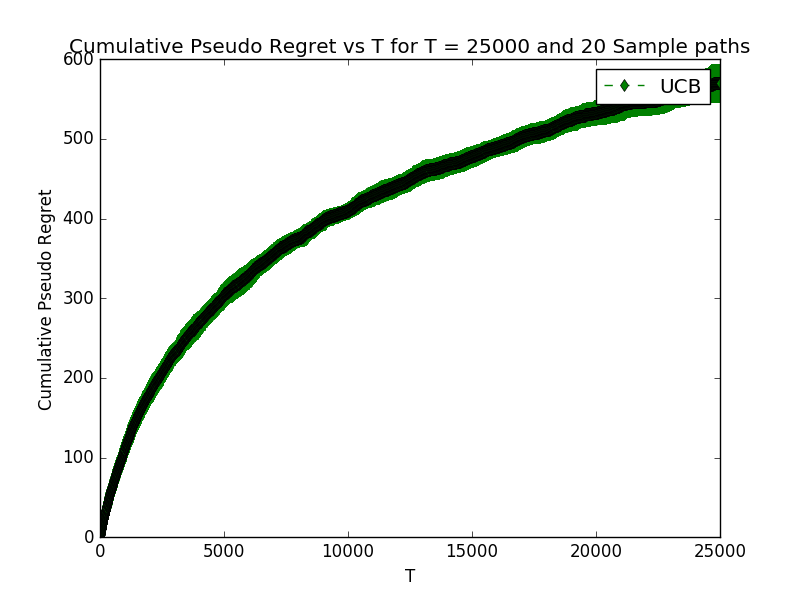 Cumulative Pseudo Regret vs T for T = 25000 and 20 Sample paths
600
500
400
300
200
100
0
Cumulative Pseudo Regret
UCB
0 5000 10000 15000 20000 25000
T